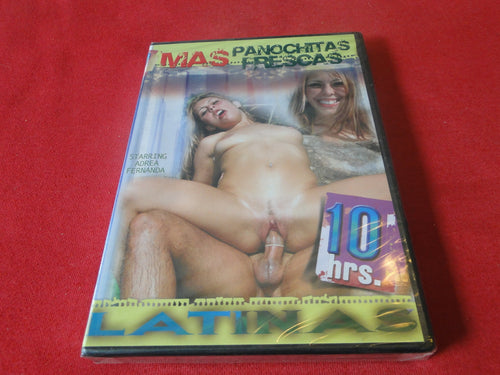 MAS PANOCHITAS
FRESCAS
STARRING
ADREA
FERNANDA
10
hrs.
LATINAS